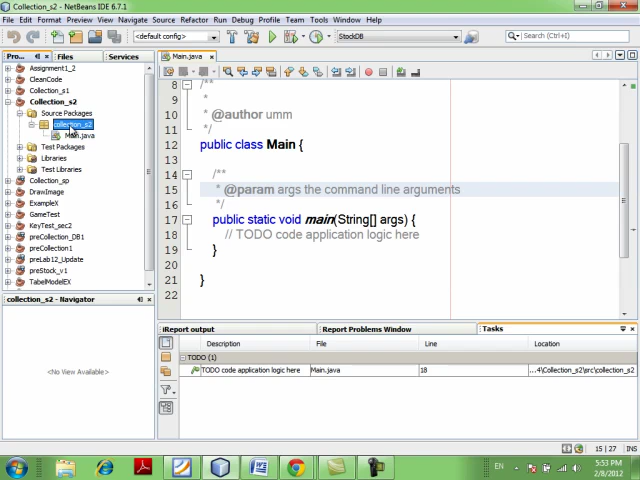 Collection_s2 - NetBeans IDE 6.7.1
File Edit View Navigate Source Refactor Run Debug Profile Team Tools Window Help
<default config>
StockDB
Search (Ctrl+I)
Pro...
Files
Services
Main.java
Assignment1_2
CleanCode
Collection_s1
Collection_s2
Source Packages
collection_s2
Main.java
Test Packages
Libraries
Test Libraries
Collection_sp
DrawImage
ExampleX
GameTest
KeyTest_sec2
preCollection_DB1
preCollection1
preLab12_Update
preStock_v1
TabelModelEX
8 /**
9 *
10 * @author umm
11 */
12 public class Main {
13
14 /**
15 * @param args the command line arguments
16 */
17 public static void main(String[] args) {
18 // TODO code application logic here
19 }
20
21 }
22
collection_s2 - Navigator
<No View Available>
iReport output
Report Problems Window
Tasks
Description File Line Location
TODO (1)
TODO code application logic here Main.java 18 ...4\Collection_s2\src\collection_s2
15 | 27 INS
EN
5:53 PM
2/8/2012